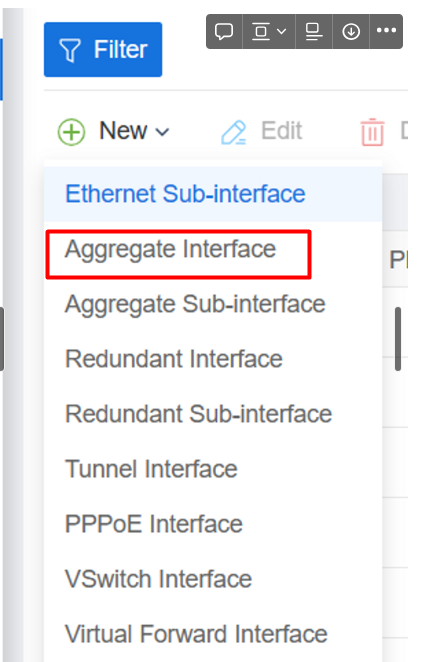 Filter
New
Edit
Ethernet Sub-interface
Aggregate Interface
Aggregate Sub-interface
Redundant Interface
Redundant Sub-interface
Tunnel Interface
PPPoE Interface
VSwitch Interface
Virtual Forward Interface